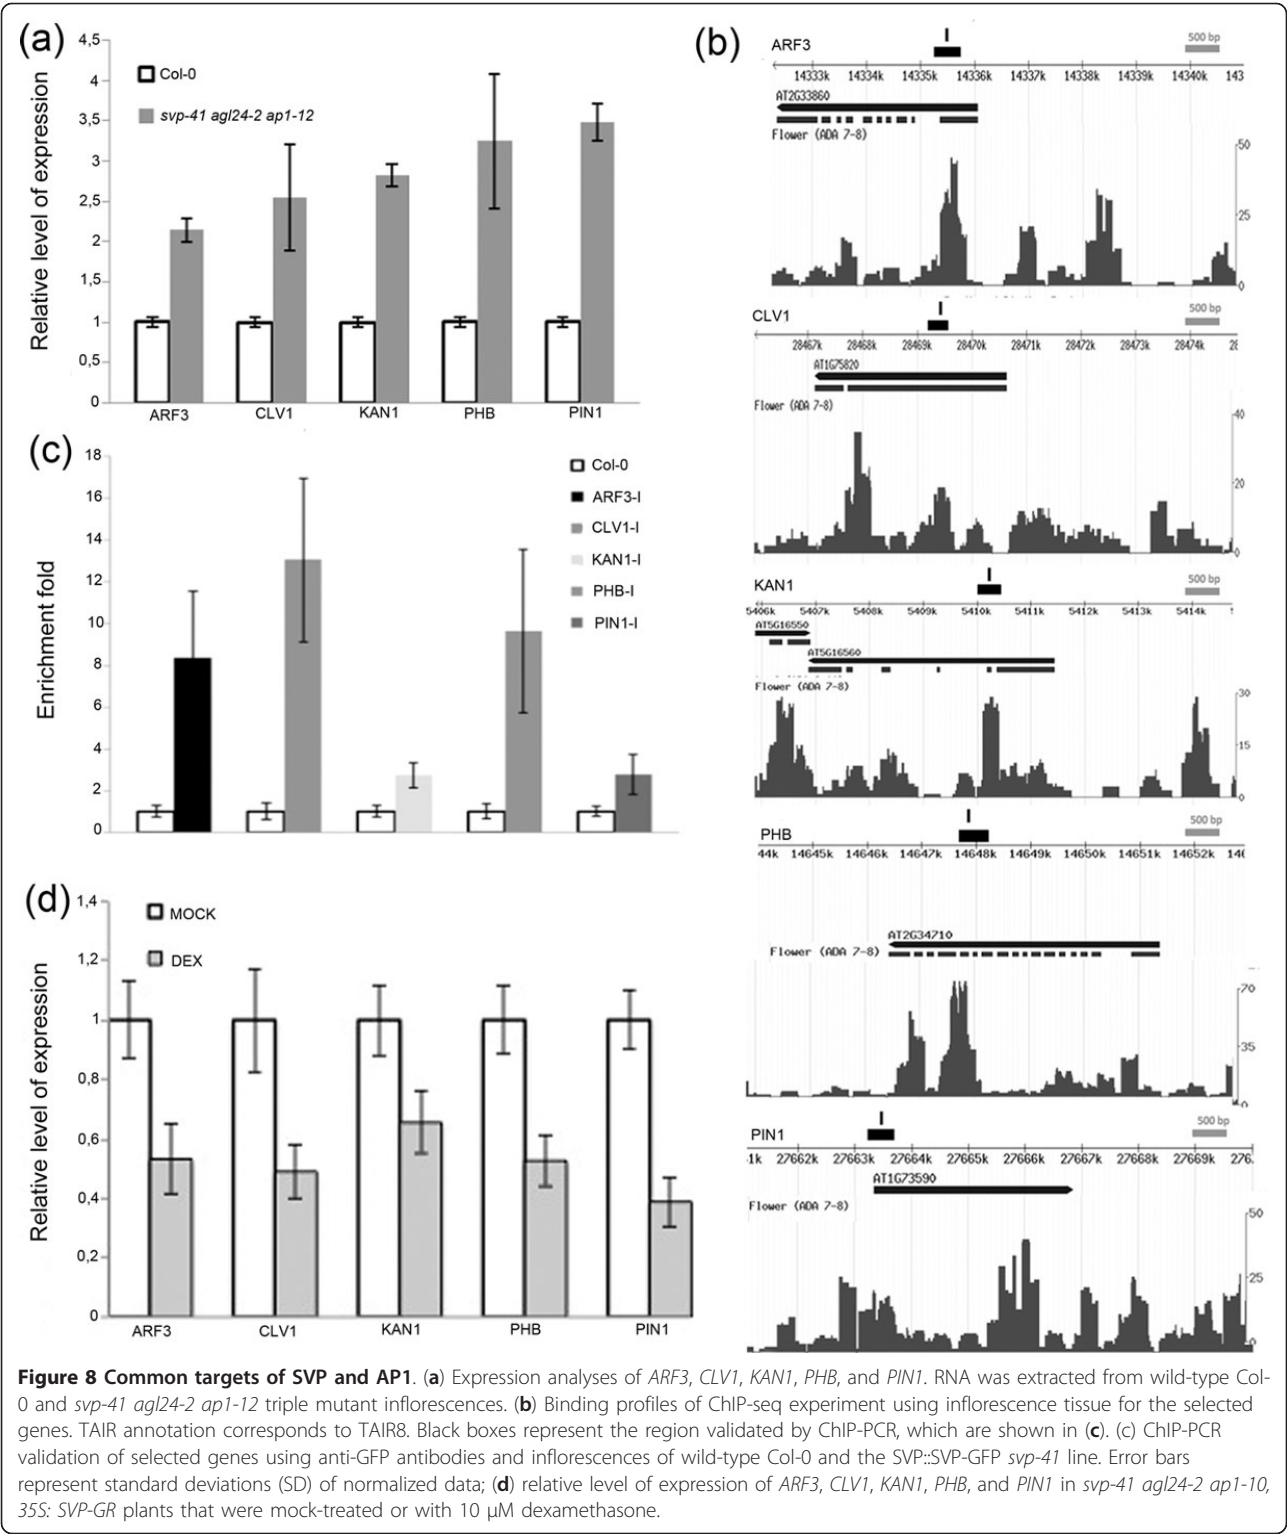 (a)
4,5
4
3,5
3
2,5
2
1,5
1
0,5
0
Relative level of expression
Col-0
svp-41 agl24-2 ap1-12
ARF3 CLV1 KAN1 PHB PIN1
(c)
18
16
14
12
10
8
6
4
2
0
Enrichment fold
Col-0
ARF3-I
CLV1-I
KAN1-I
PHB-I
PIN1-I
(d)
1,4
1,2
1
0,8
0,6
0,4
0,2
0
Relative level of expression
MOCK
DEX
ARF3 CLV1 KAN1 PHB PIN1
(b)
ARF3
500 bp
14333k 14334k 14335k 14336k 14337k 14338k 14339k 14340k 143
AT2G33860
Flower (ADA 7-8)
50
25
0
CLV1
500 bp
28467k 28468k 28469k 28470k 28471k 28472k 28473k 28474k 28
AT1G75820
Flower (ADA 7-8)
40
20
0
KAN1
500 bp
5406k 5407k 5408k 5409k 5410k 5411k 5412k 5413k 5414k
AT5G16550
AT5G16560
Flower (ADA 7-8)
30
15
0
PHB
500 bp
44k 14645k 14646k 14647k 14648k 14649k 14650k 14651k 14652k 146
AT2G34710
Flower (ADA 7-8)
70
35
0
PIN1
500 bp
1k 27662k 27663k 27664k 27665k 27666k 27667k 27668k 27669k 276
AT1G73590
Flower (ADA 7-8)
50
25
0
Figure 8 Common targets of SVP and AP1. (a) Expression analyses of ARF3, CLV1, KAN1, PHB, and PIN1. RNA was extracted from wild-type Col-
0 and svp-41 agl24-2 ap1-12 triple mutant inflorescences. (b) Binding profiles of ChIP-seq experiment using inflorescence tissue for the selected
genes. TAIR annotation corresponds to TAIR8. Black boxes represent the region validated by ChIP-PCR, which are shown in (c). (c) ChIP-PCR
validation of selected genes using anti-GFP antibodies and inflorescences of wild-type Col-0 and the SVP::SVP-GFP svp-41 line. Error bars
represent standard deviations (SD) of normalized data; (d) relative level of expression of ARF3, CLV1, KAN1, PHB, and PIN1 in svp-41 agl24-2 ap1-10,
35S: SVP-GR plants that were mock-treated or with 10 μM dexamethasone.